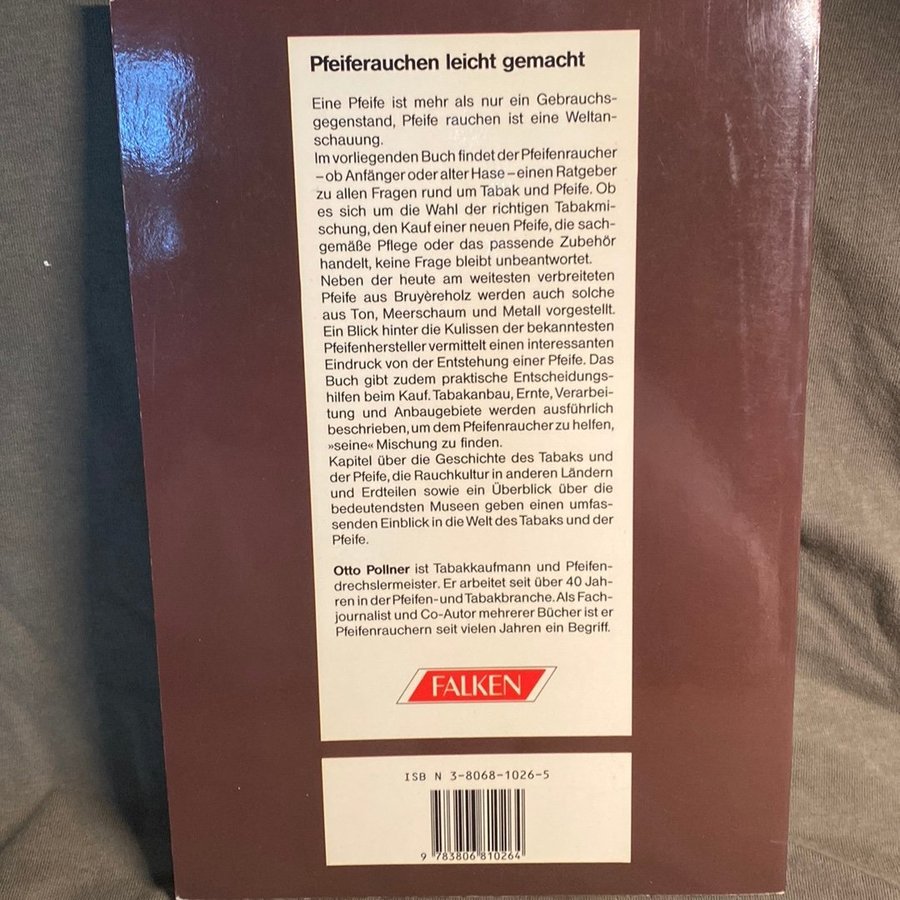 Pfeiferauchen leicht gemacht
Eine Pfeife ist mehr als nur ein Gebrauchs-
gegenstand, Pfeife rauchen ist eine Weltan-
schauung.
Im vorliegenden Buch findet der Pfeifenraucher
– ob Anfänger oder alter Hase – einen Ratgeber
zu allen Fragen rund um Tabak und Pfeife. Ob
es sich um die Wahl der richtigen Tabakmi-
schung, den Kauf einer neuen Pfeife, die sach-
gemäße Pflege oder das passende Zubehör
handelt, keine Frage bleibt unbeantwortet.
Neben der heute am weitesten verbreiteten
Pfeife aus Bruyèreholz werden auch solche
aus Ton, Meerschaum und Metall vorgestellt.
Ein Blick hinter die Kulissen der bekanntesten
Pfeifenhersteller vermittelt einen interessanten
Eindruck von der Entstehung einer Pfeife. Das
Buch gibt zudem praktische Entscheidungs-
hilfen beim Kauf. Tabakanbau, Ernte, Verarbei-
tung und Anbaugebiete werden ausführlich
beschrieben, um dem Pfeifenraucher zu helfen,
»seine« Mischung zu finden.
Kapitel über die Geschichte des Tabaks und
der Pfeife, die Rauchkultur in anderen Ländern
und Erdteilen sowie ein Überblick über die
bedeutendsten Museen geben einen umfas-
senden Einblick in die Welt des Tabaks und der
Pfeife.
Otto Pollner ist Tabakkaufmann und Pfeifen-
drechslermeister. Er arbeitet seit über 40 Jah-
ren in der Pfeifen- und Tabakbranche. Als Fach-
journalist und Co-Autor mehrerer Bücher ist er
Pfeifenrauchern seit vielen Jahren ein Begriff.
FALKEN
ISBN 3-8068-1026-5
9 783806 810264